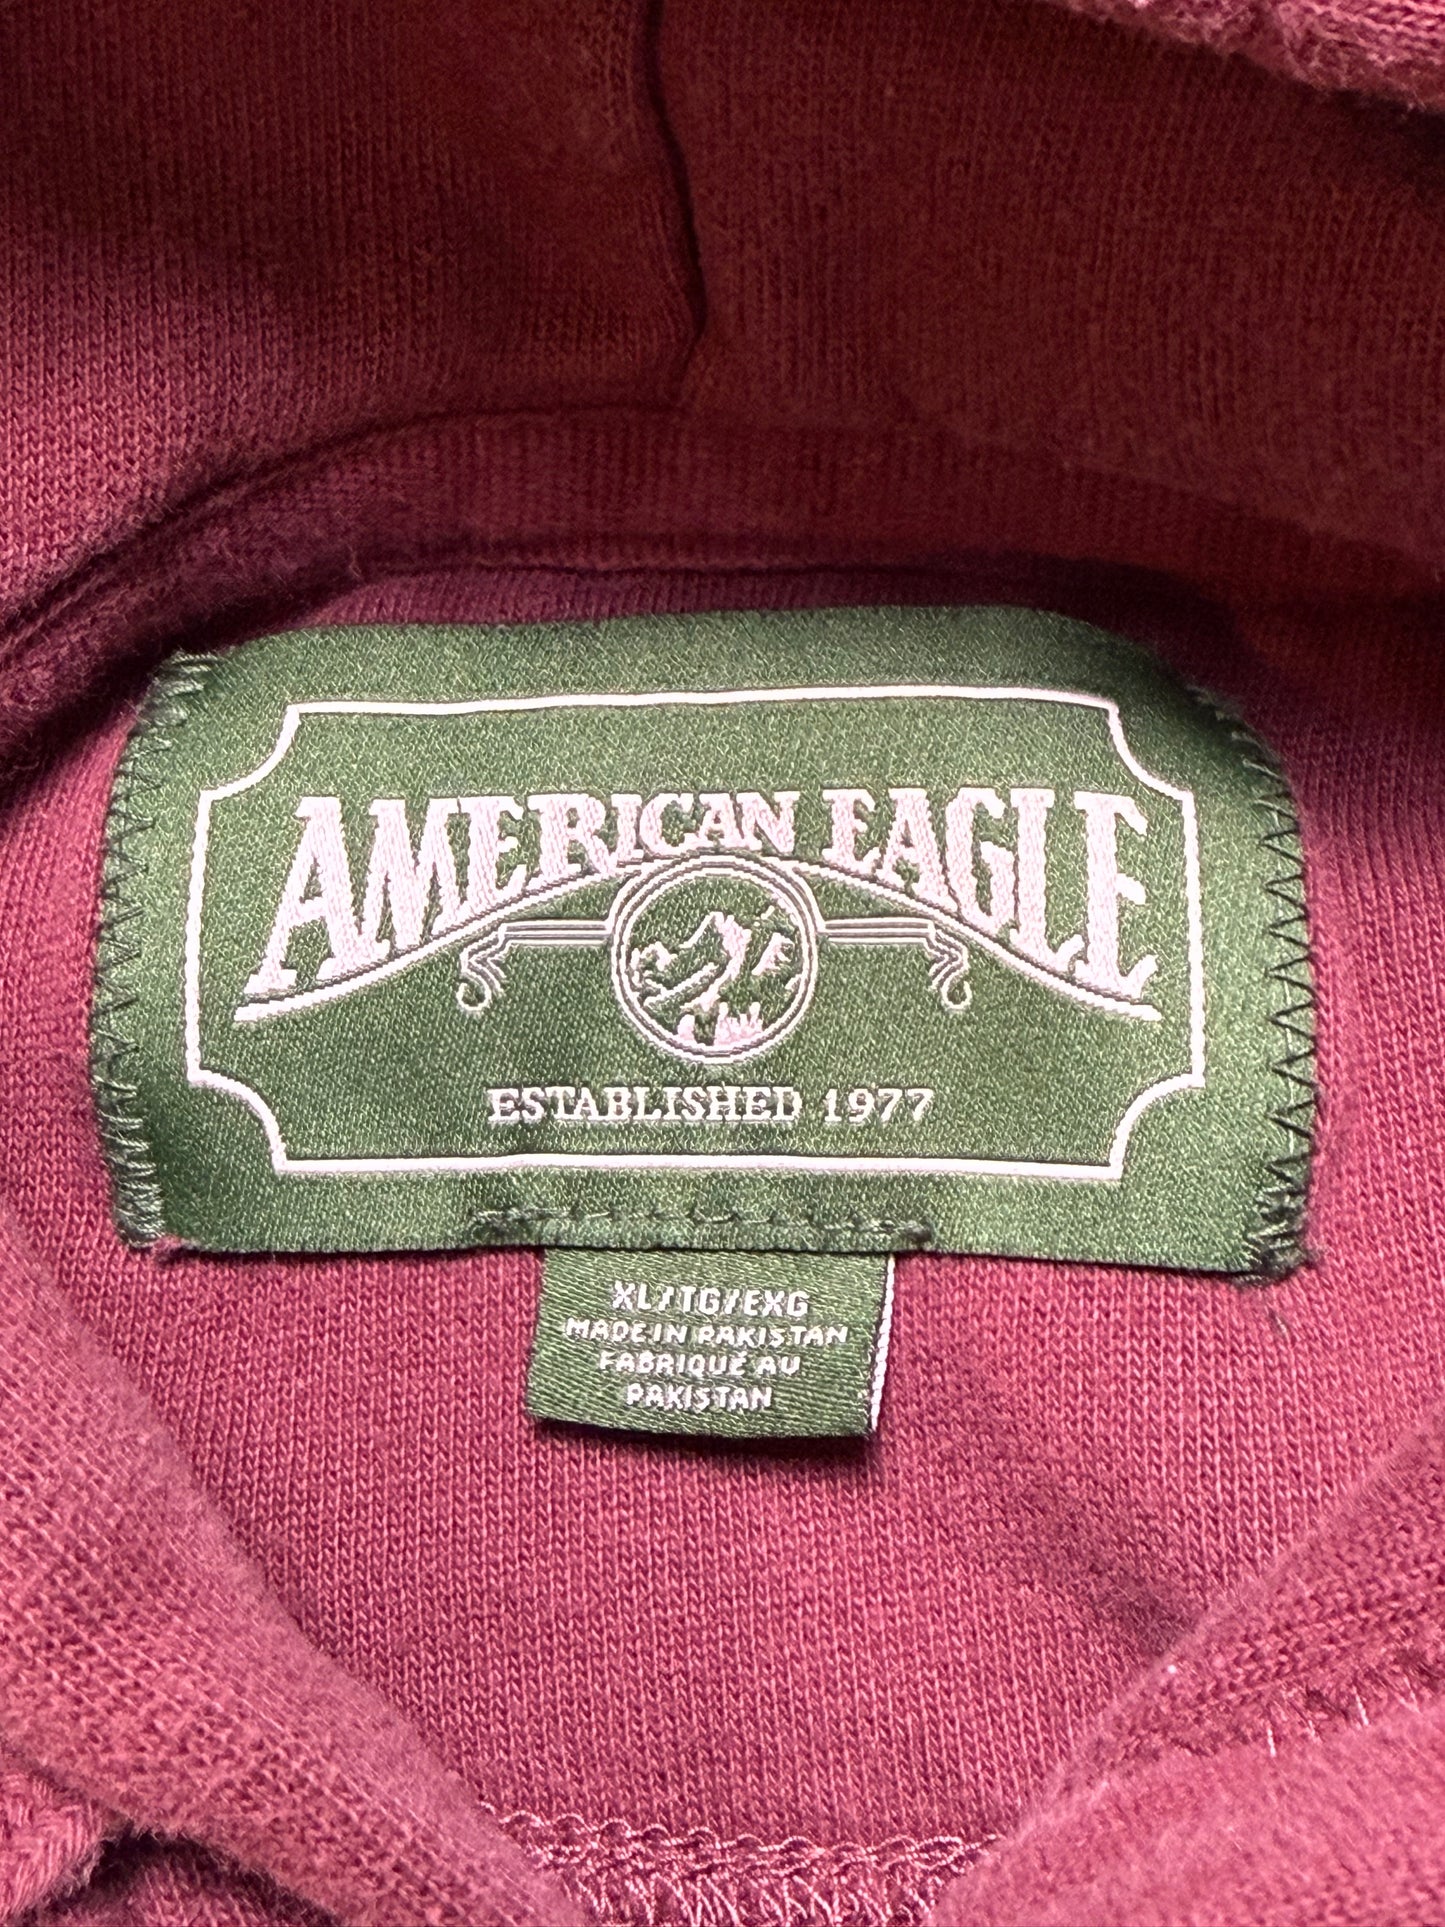 AMERICAN EAGLE
ESTABLISHED 1977
XL/TG/EXG
MADE IN PAKISTAN
FABRIQUÉ AU
PAKISTAN